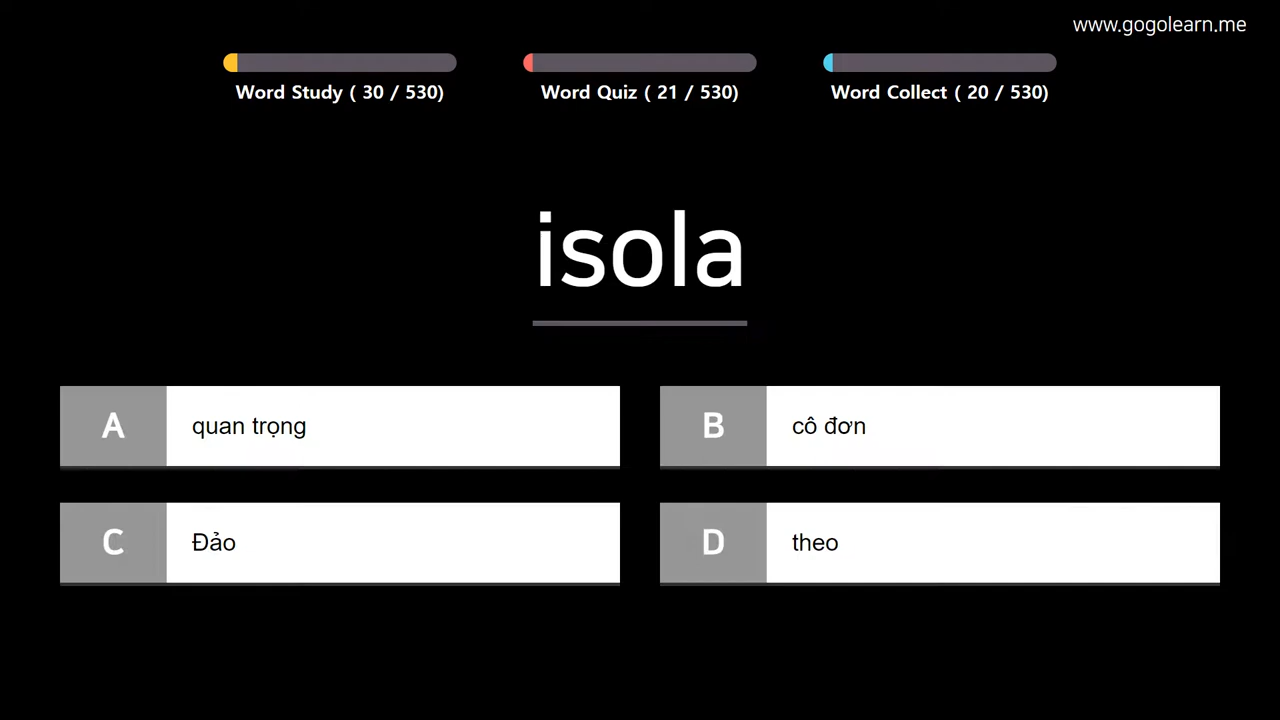 www.gogolearn.me
Word Study ( 30 / 530)
Word Quiz ( 21 / 530)
Word Collect ( 20 / 530)
isola
A quan trọng
B cô đơn
C Đảo
D theo